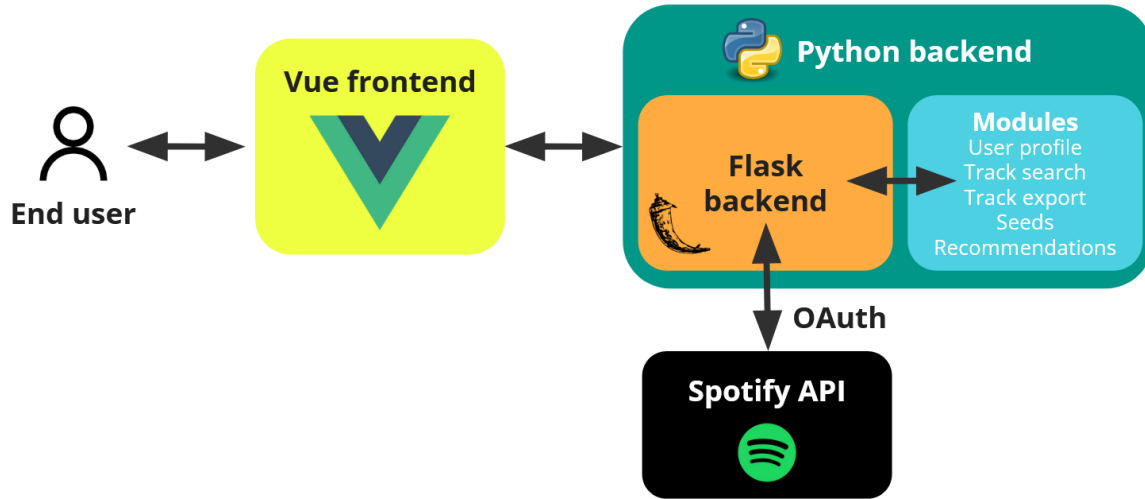 End user
Vue frontend
Python backend
Flask
backend
Modules
User profile
Track search
Track export
Seeds
Recommendations
OAuth
Spotify API